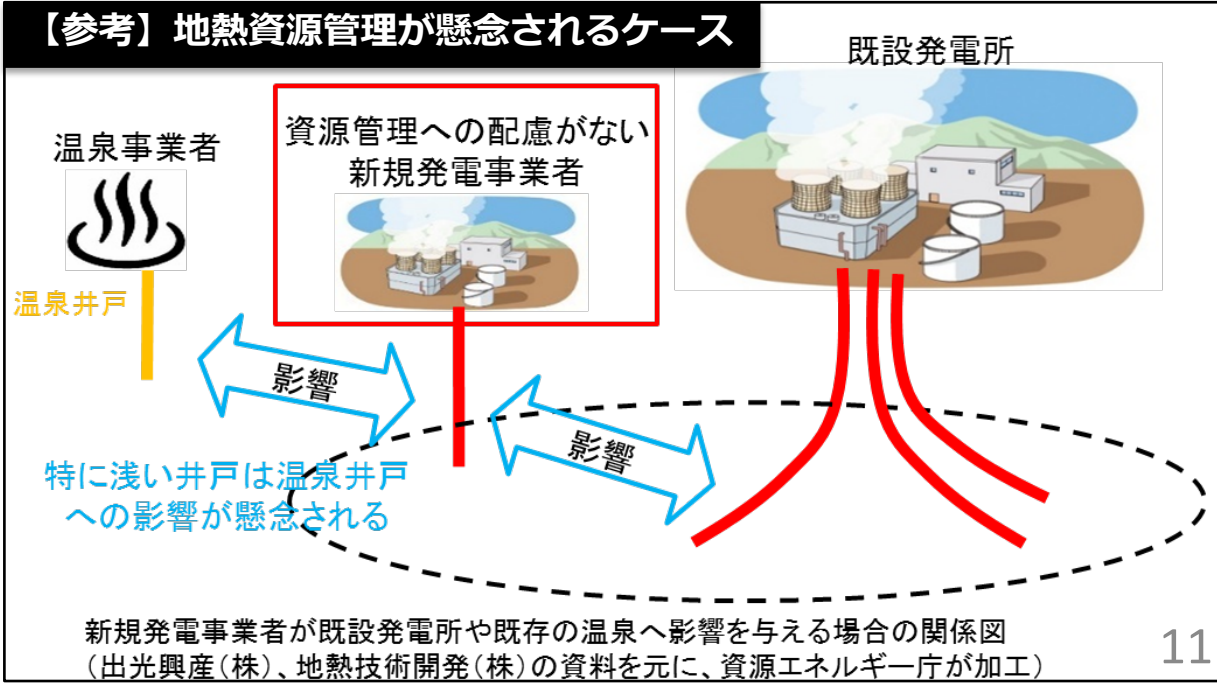 【参考】地熱資源管理が懸念されるケース
既設発電所
温泉事業者
資源管理への配慮がない
新規発電事業者
温泉井戸
影響
影響
特に浅い井戸は温泉井戸
への影響が懸念される
新規発電事業者が既設発電所や既存の温泉へ影響を与える場合の関係図
（出光興産(株)、地熱技術開発(株)の資料を元に、資源エネルギー庁が加工）
11